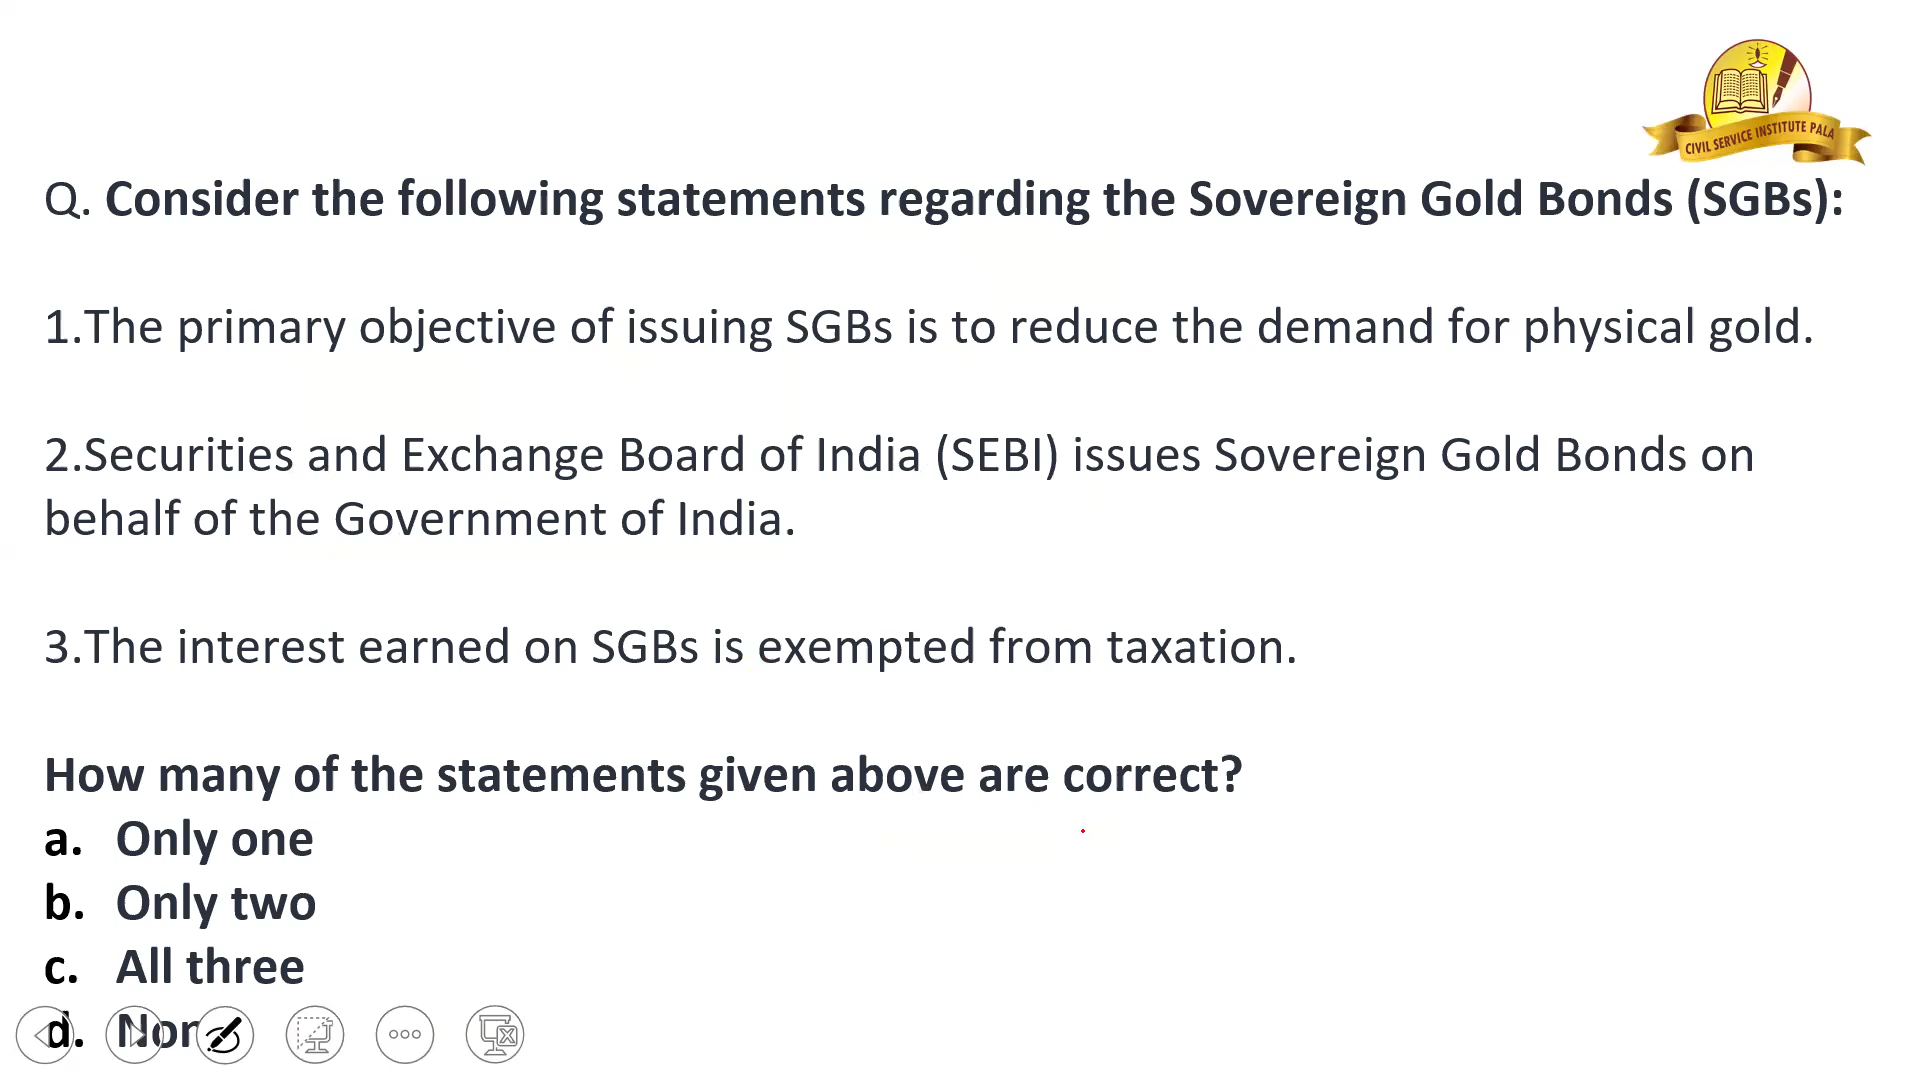 CIVIL SERVICE INSTITUTE PALA
Q. Consider the following statements regarding the Sovereign Gold Bonds (SGBs):
1.The primary objective of issuing SGBs is to reduce the demand for physical gold.
2.Securities and Exchange Board of India (SEBI) issues Sovereign Gold Bonds on
behalf of the Government of India.
3.The interest earned on SGBs is exempted from taxation.
How many of the statements given above are correct?
a. Only one
b. Only two
c. All three
d.